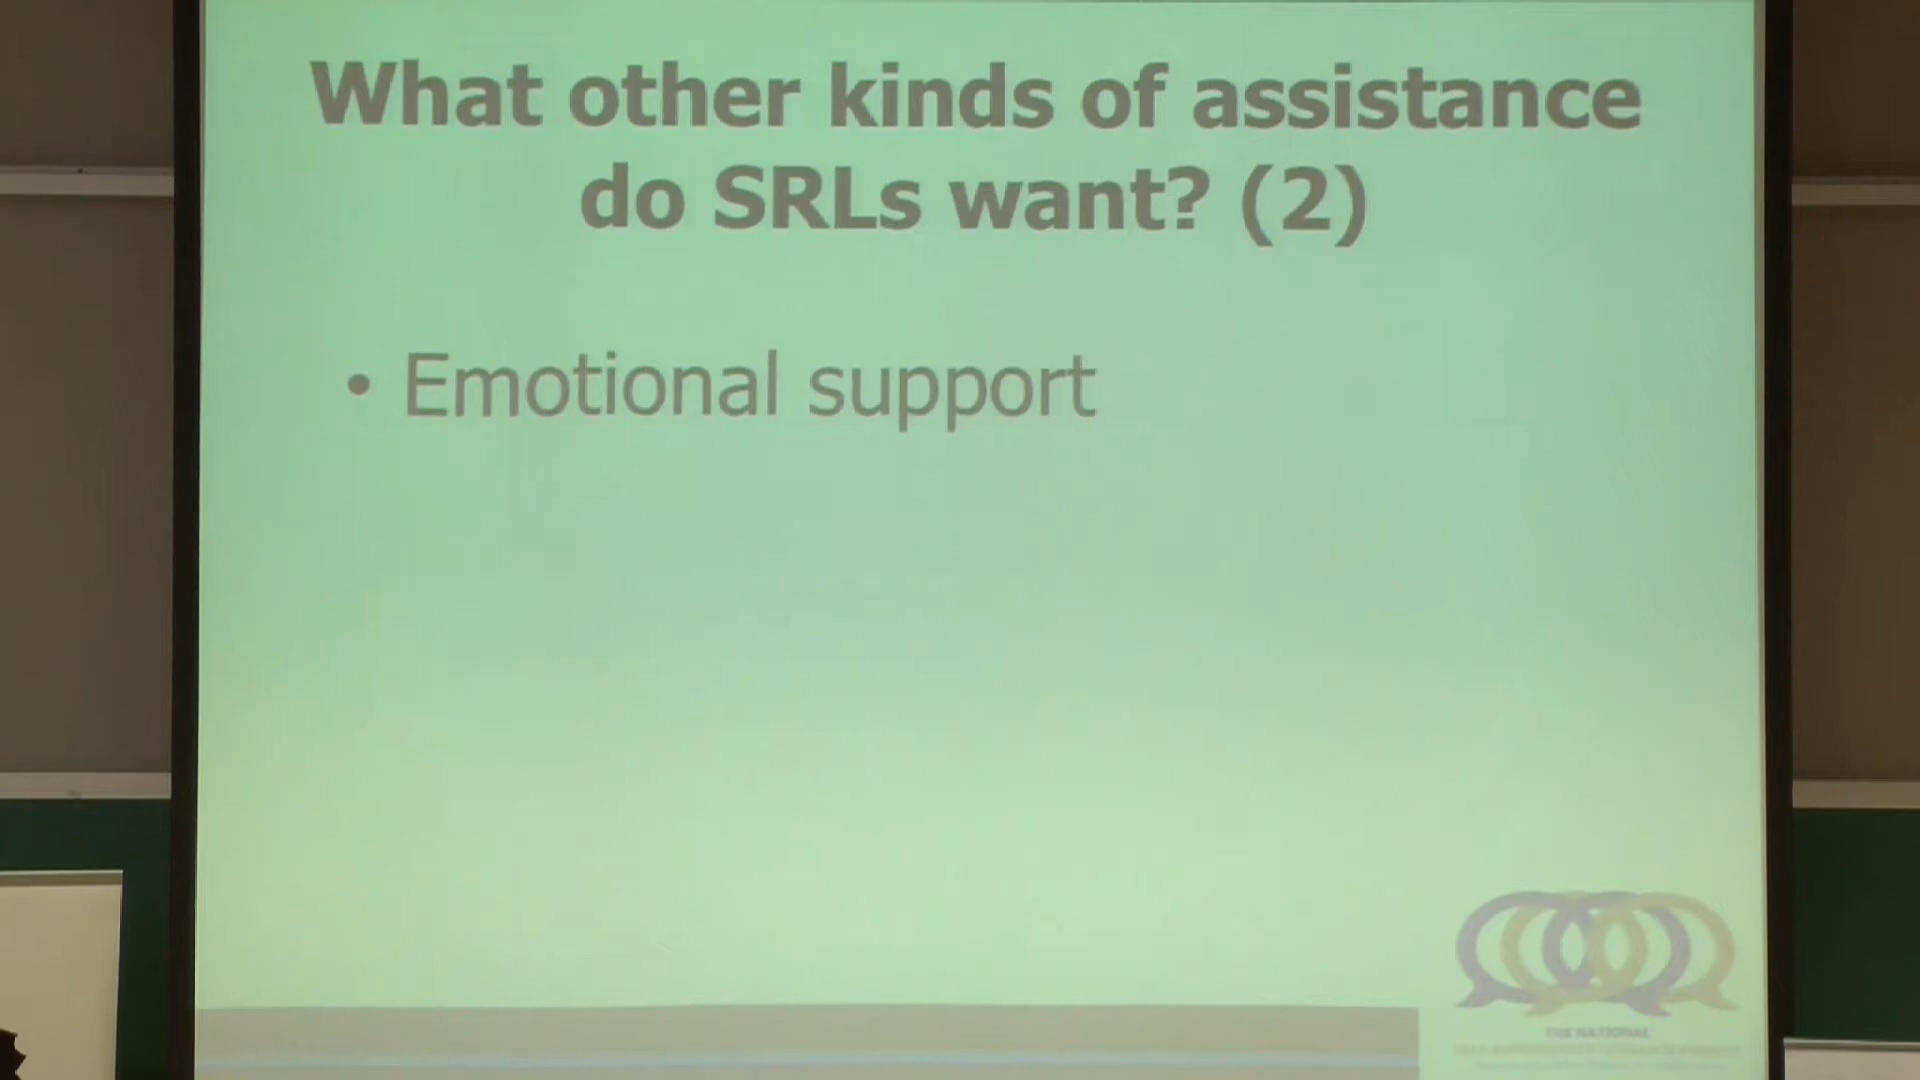 What other kinds of assistance
do SRLs want? (2)
• Emotional support
THE NATIONAL